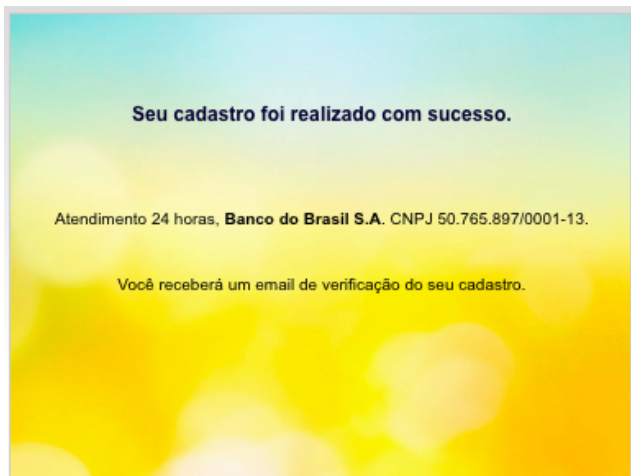 Seu cadastro foi realizado com sucesso.
Atendimento 24 horas, Banco do Brasil S.A. CNPJ 50.765.897/0001-13.
Você receberá um email de verificação do seu cadastro.